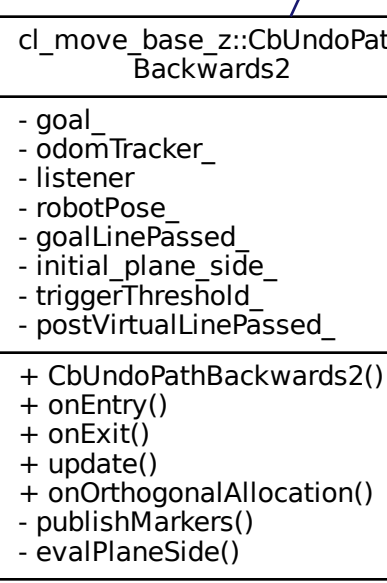 cl_move_base_z::CbUndoPat
Backwards2
- goal_
- odomTracker_
- listener
- robotPose_
- goalLinePassed_
- initial_plane_side_
- triggerThreshold_
- postVirtualLinePassed_
+ CbUndoPathBackwards2()
+ onEntry()
+ onExit()
+ update()
+ onOrthogonalAllocation()
- publishMarkers()
- evalPlaneSide()